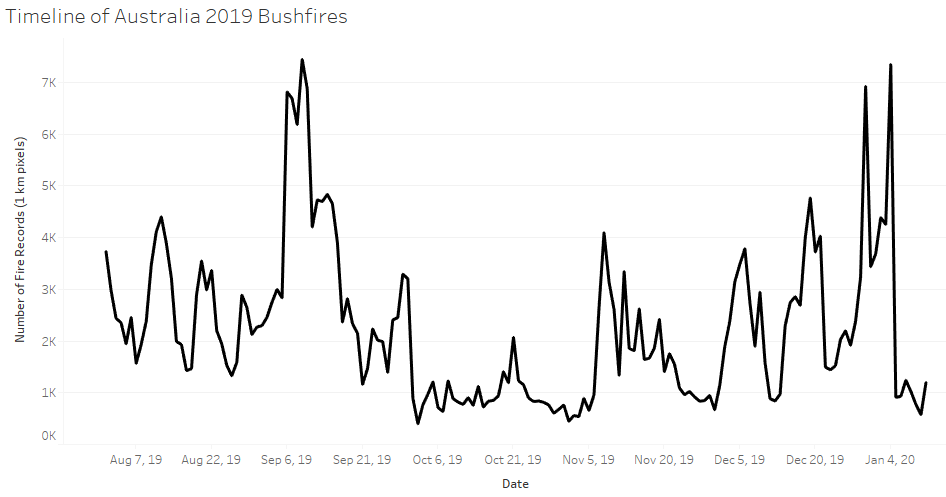 Timeline of Australia 2019 Bushfires
Number of Fire Records (1 km pixels)
7K
6K
5K
4K
3K
2K
1K
0K
Aug 7, 19 Aug 22, 19 Sep 6, 19 Sep 21, 19 Oct 6, 19 Oct 21, 19 Nov 5, 19 Nov 20, 19 Dec 5, 19 Dec 20, 19 Jan 4, 20
Date